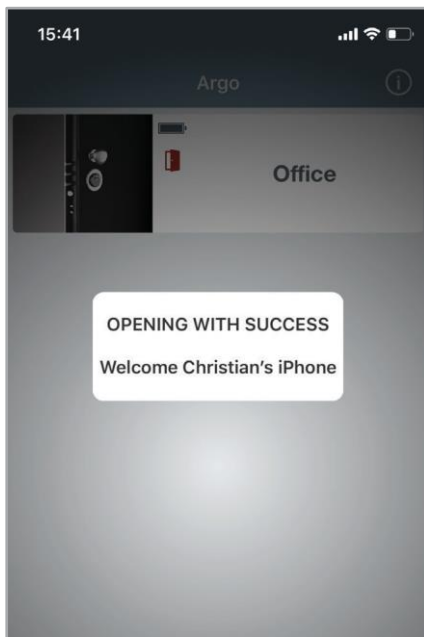 15:41
Argo
Office
OPENING WITH SUCCESS
Welcome Christian's iPhone